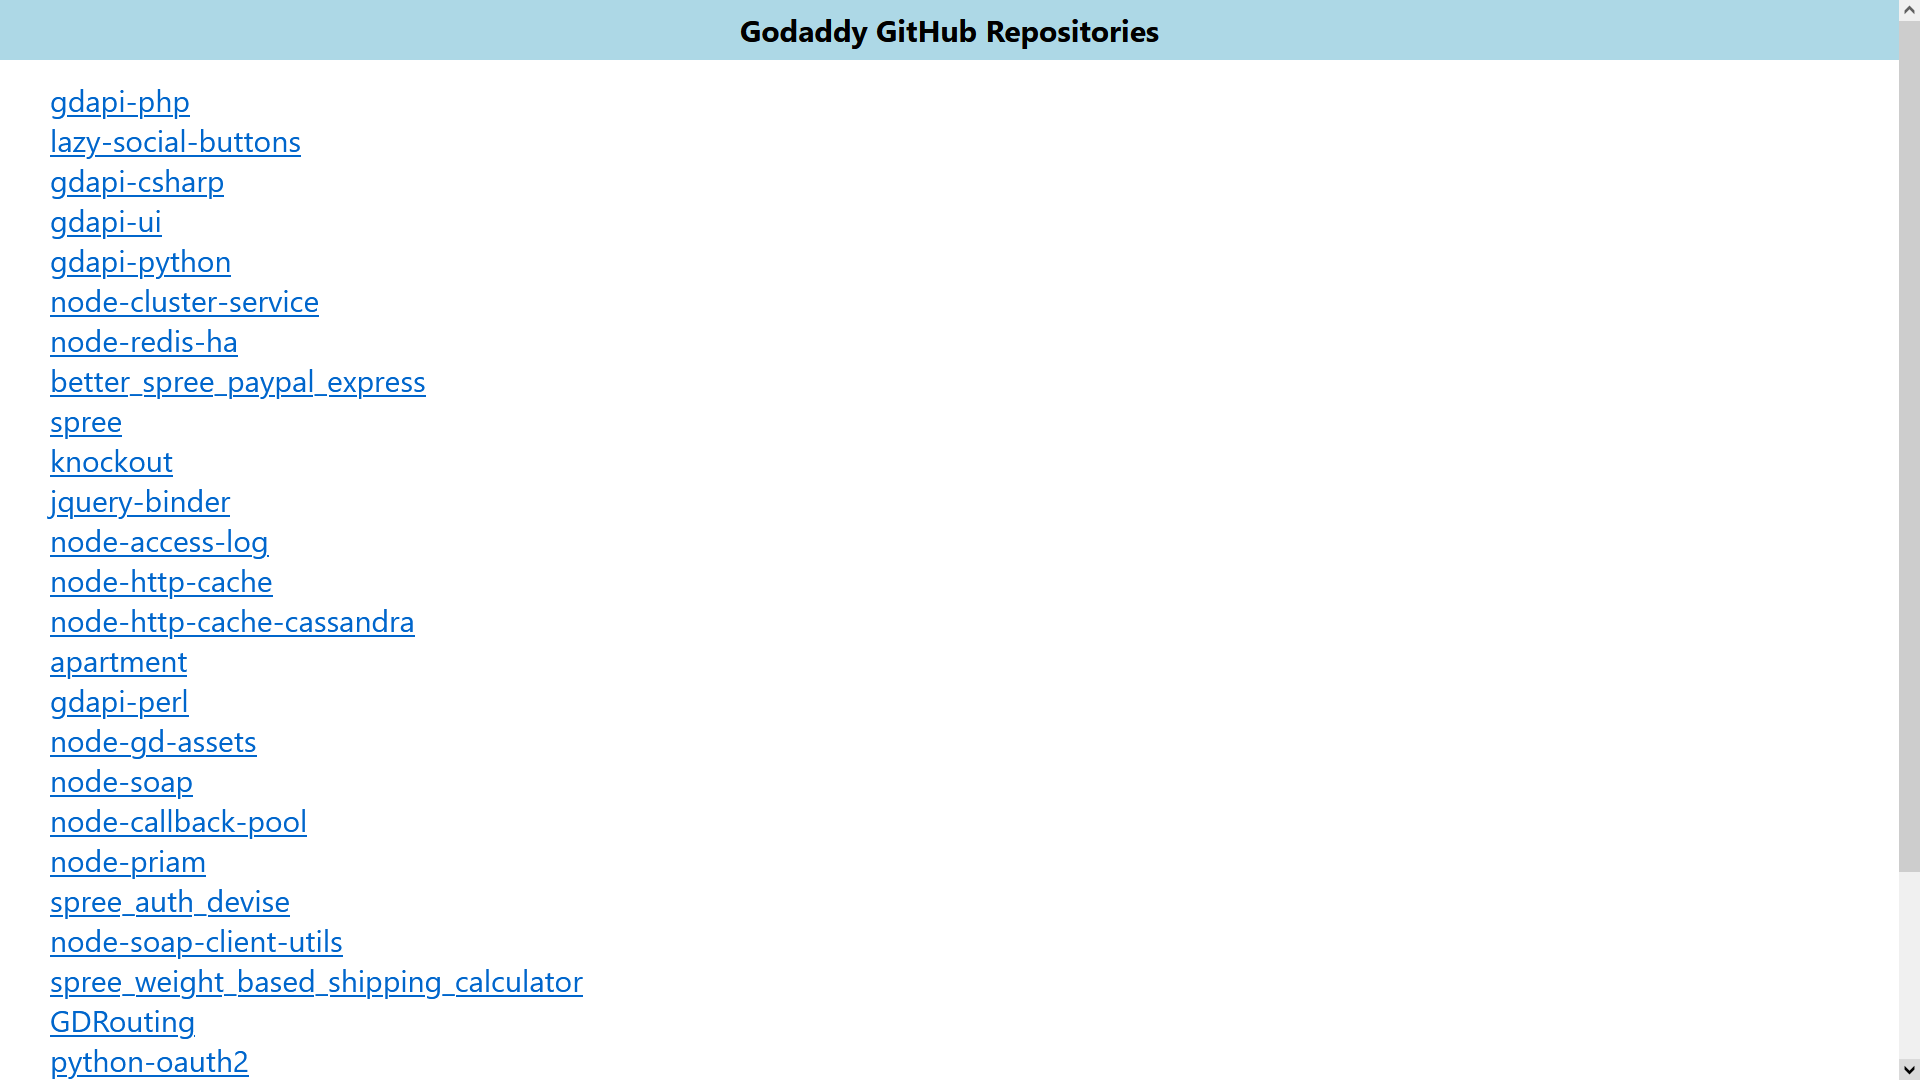 Godaddy GitHub Repositories
gdapi-php
lazy-social-buttons
gdapi-csharp
gdapi-ui
gdapi-python
node-cluster-service
node-redis-ha
better_spree_paypal_express
spree
knockout
jquery-binder
node-access-log
node-http-cache
node-http-cache-cassandra
apartment
gdapi-perl
node-gd-assets
node-soap
node-callback-pool
node-priam
spree_auth_devise
node-soap-client-utils
spree_weight_based_shipping_calculator
GDRouting
python-oauth2